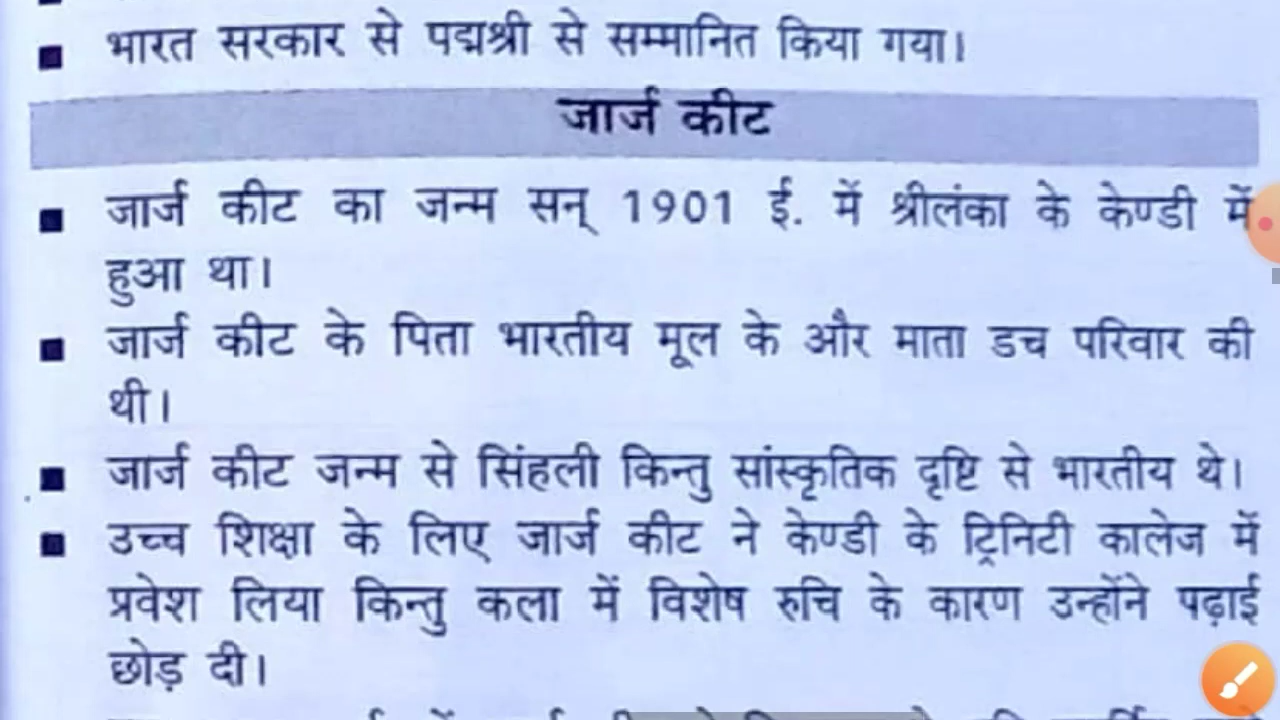 भारत सरकार से पद्मश्री से सम्मानित किया गया।
जार्ज कीट
जार्ज कीट का जन्म सन् 1901 ई. में श्रीलंका के केण्डी में
हुआ था।
जार्ज कीट के पिता भारतीय मूल के और माता डच परिवार की
थी।
जार्ज कीट जन्म से सिंहली किन्तु सांस्कृतिक दृष्टि से भारतीय थे।
उच्च शिक्षा के लिए जार्ज कीट ने केण्डी के ट्रिनिटी कालेज में
प्रवेश लिया किन्तु कला में विशेष रुचि के कारण उन्होंने पढ़ाई
छोड़ दी।